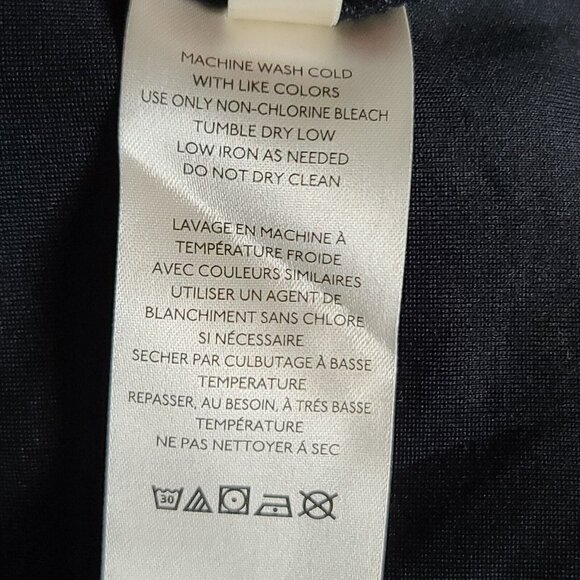 MACHINE WASH COLD
WITH LIKE COLORS
USE ONLY NON-CHLORINE BLEACH
TUMBLE DRY LOW
LOW IRON AS NEEDED
DO NOT DRY CLEAN
LAVAGE EN MACHINE À
TEMPÉRATURE FROIDE
AVEC COULEURS SIMILAIRES
UTILISER UN AGENT DE
BLANCHIMENT SANS CHLORE
SI NÉCESSAIRE
SECHER PAR CULBUTAGE À BASSE
TEMPERATURE
REPASSER, AU BESOIN, À TRÉS BASSE
TEMPÉRATURE
NE PAS NETTOYER Á SEC
30